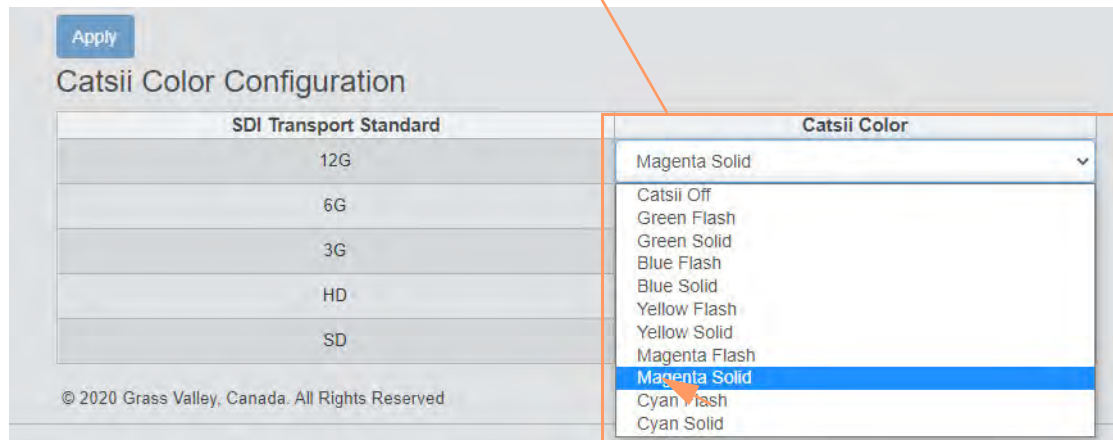 Apply
Catsii Color Configuration
SDI Transport Standard Catsii Color
12G Magenta Solid
6G
3G
HD
SD
Catsii Off
Green Flash
Green Solid
Blue Flash
Blue Solid
Yellow Flash
Yellow Solid
Magenta Flash
Magenta Solid
Cyan Flash
Cyan Solid
© 2020 Grass Valley, Canada. All Rights Reserved